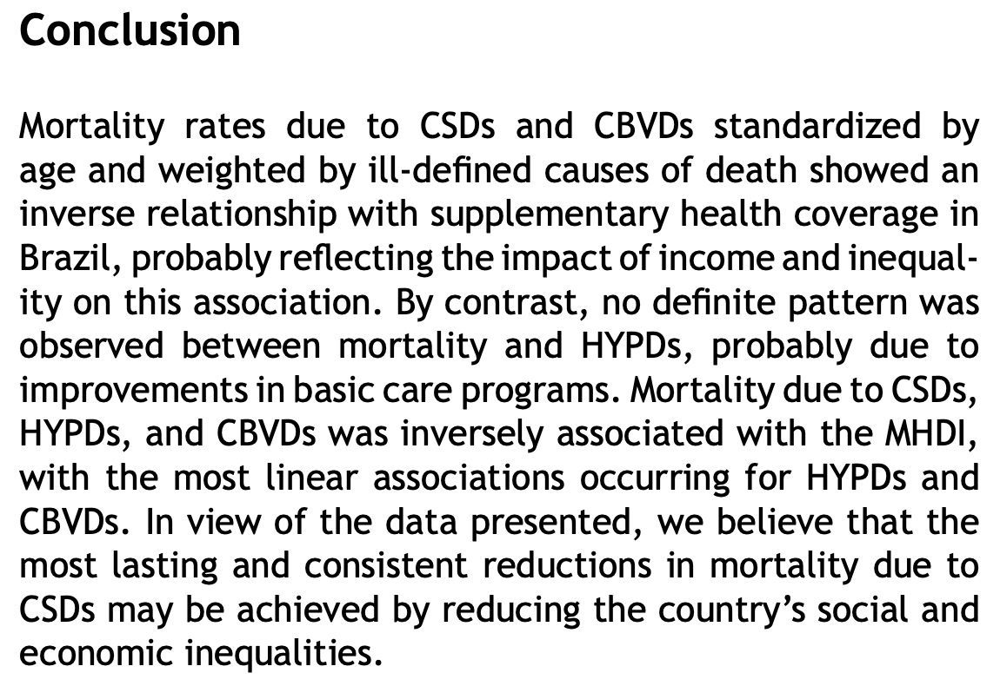 Conclusion
Mortality rates due to CSDs and CBVDs standardized by
age and weighted by ill-defined causes of death showed an
inverse relationship with supplementary health coverage in
Brazil, probably reflecting the impact of income and inequal-
ity on this association. By contrast, no definite pattern was
observed between mortality and HYPDs, probably due to
improvements in basic care programs. Mortality due to CSDs,
HYPDs, and CBVDs was inversely associated with the MHDI,
with the most linear associations occurring for HYPDs and
CBVDs. In view of the data presented, we believe that the
most lasting and consistent reductions in mortality due to
CSDs may be achieved by reducing the country’s social and
economic inequalities.